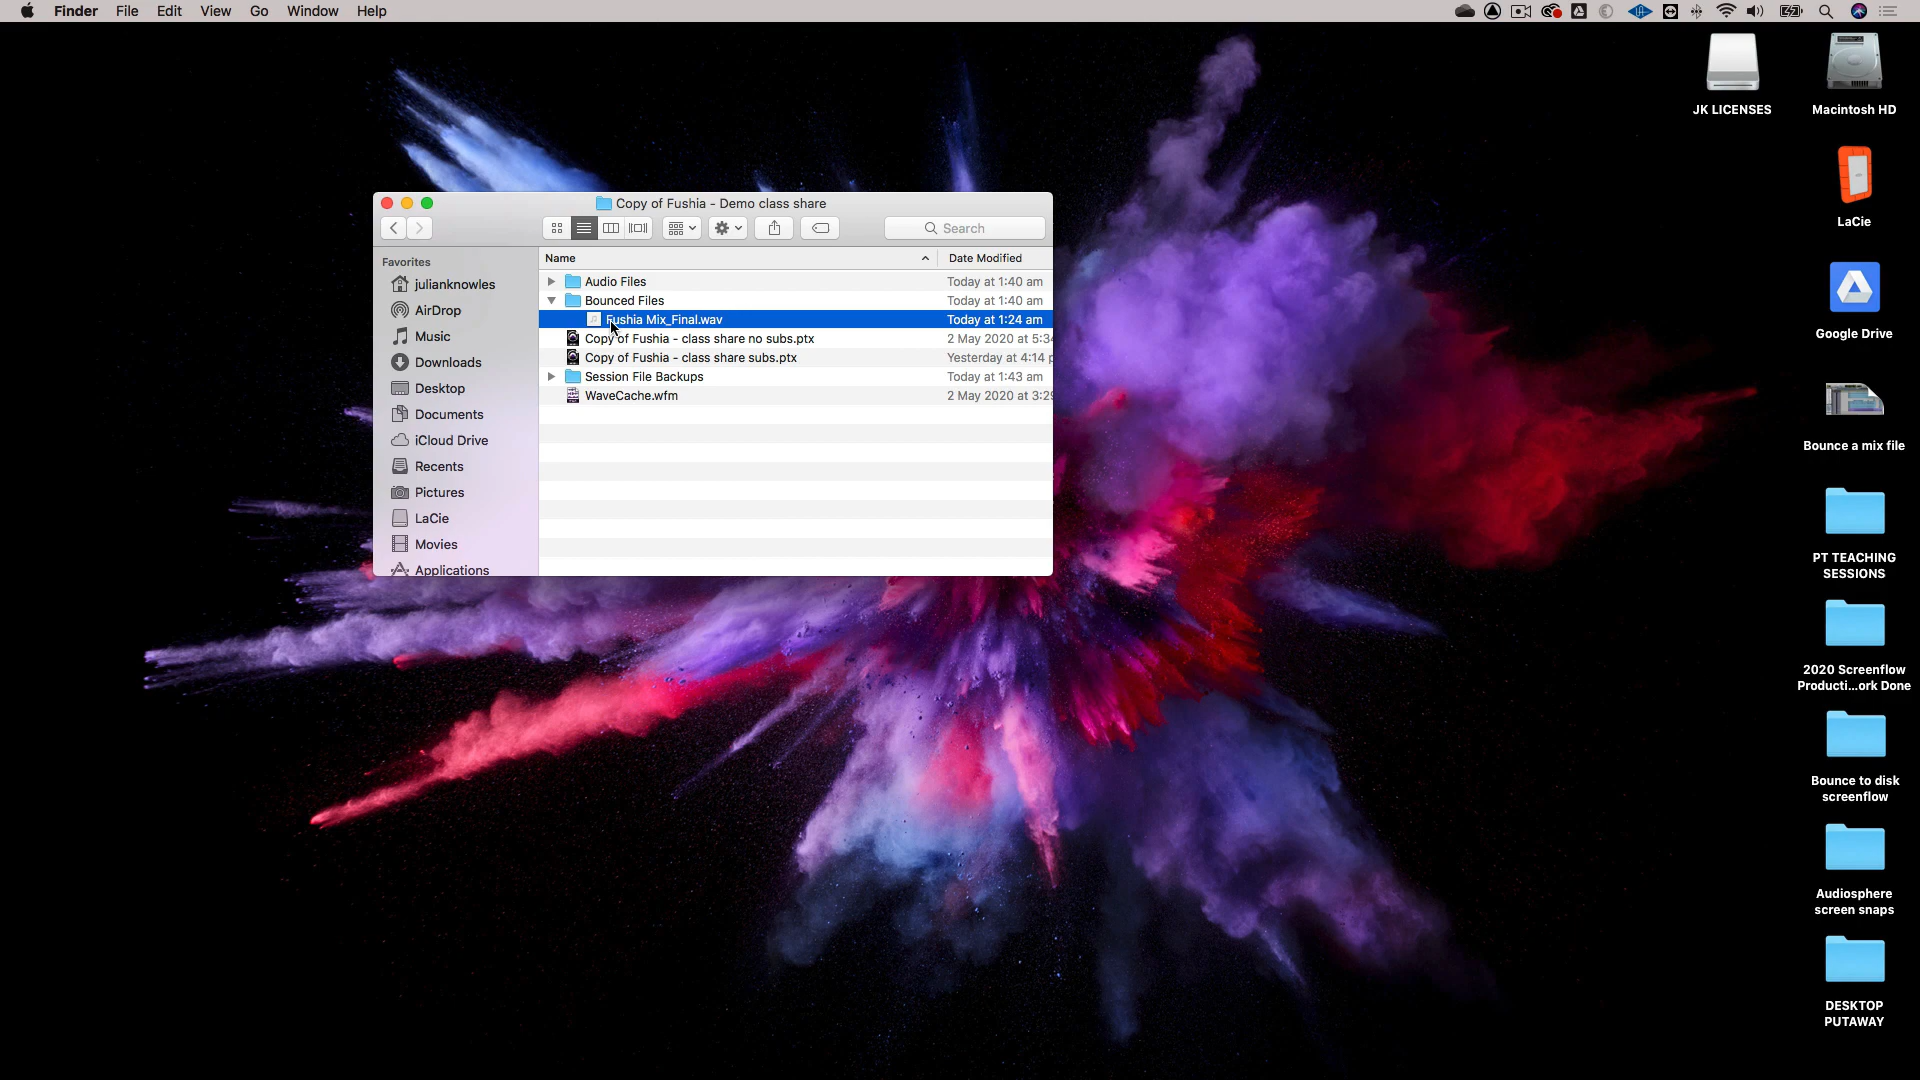 Finder File Edit View Go Window Help
Copy of Fushia - Demo class share
Search
Favorites
julianknowles
AirDrop
Music
Downloads
Desktop
Documents
iCloud Drive
Recents
Pictures
LaCie
Movies
Applications
Name Date Modified
Audio Files Today at 1:40 am
Bounced Files Today at 1:40 am
Fushia Mix_Final.wav Today at 1:24 am
Copy of Fushia - class share no subs.ptx 2 May 2020 at 5:34
Copy of Fushia - class share subs.ptx Yesterday at 4:14 p
Session File Backups Today at 1:43 am
WaveCache.wfm 2 May 2020 at 3:29
JK LICENSES
Macintosh HD
LaCie
Google Drive
Bounce a mix file
PT TEACHING
SESSIONS
2020 Screenflow
Producti...ork Done
Bounce to disk
screenflow
Audiosphere
screen snaps
DESKTOP
PUTAWAY